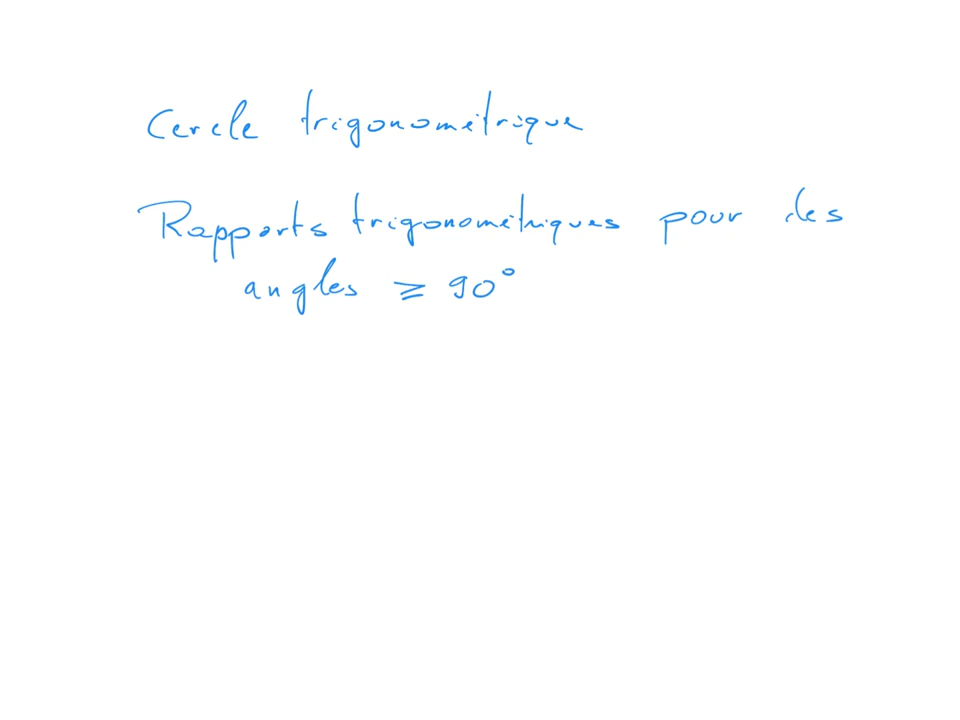 Cercle trigonométrique
Rapports trigonométriques pour des
angles ≥ 90°